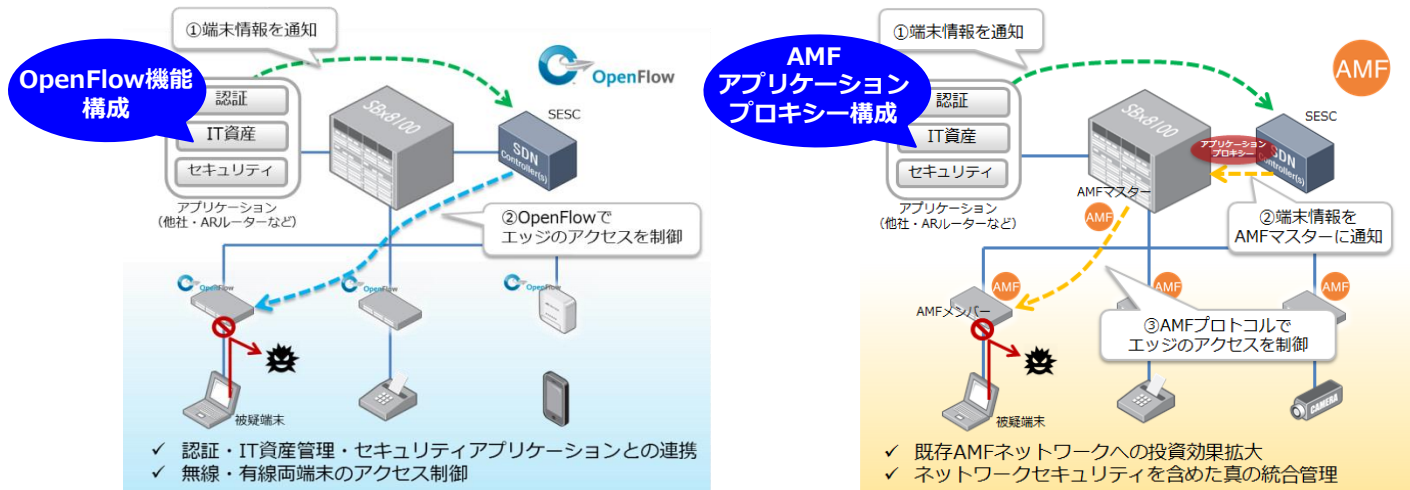 ①端末情報を通知
OpenFlow機能
構成
OpenFlow
認証
IT資産
セキュリティ
アプリケーション
(他社・ARルーターなど)
SBx8100
SESC
SDN
Controller(s)
②OpenFlowで
エッジのアクセスを制御
OpenFlow
OpenFlow
OpenFlow
被疑端末
✓ 認証・IT資産管理・セキュリティアプリケーションとの連携
✓ 無線・有線両端末のアクセス制御
①端末情報を通知
AMF
アプリケーション
プロキシー構成
AMF
認証
IT資産
セキュリティ
アプリケーション
(他社・ARルーターなど)
SBx8100
SESC
アプリケーション
プロキシー
SDN
Controller(s)
AMFマスター
AMF
②端末情報を
AMFマスターに通知
AMF
AMF
AMF
AMFメンバー
③AMFプロトコルで
エッジのアクセスを制御
CAMERA
被疑端末
✓ 既存AMFネットワークへの投資効果拡大
✓ ネットワークセキュリティを含めた真の統合管理